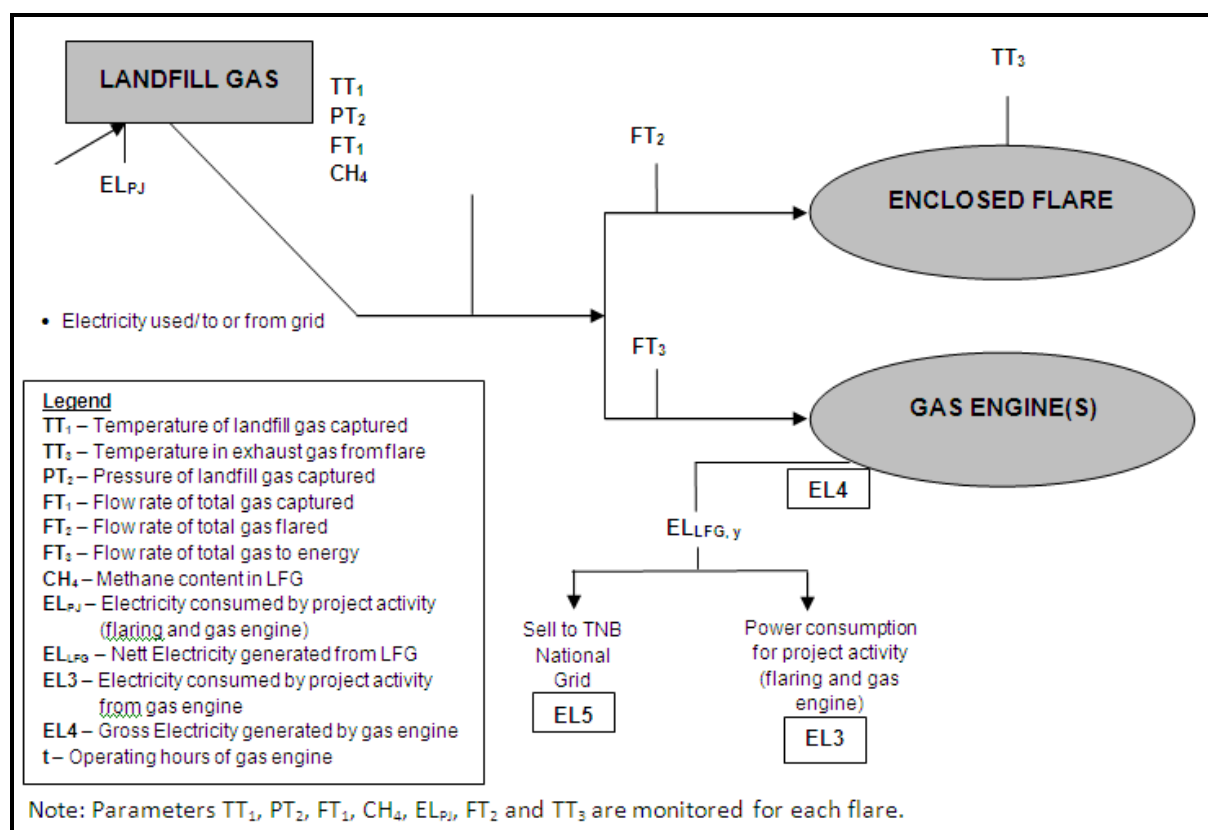 LANDFILL GAS
TT₁
PT₂
FT₁
CH₄
TT₃
EL_PJ
FT₂
ENCLOSED FLARE
• Electricity used/to or from grid
FT₃
GAS ENGINE(S)
EL4
EL_LFG, y
Sell to TNB
National
Grid
EL5
Power consumption
for project activity
(flaring and gas
engine)
EL3
Legend
TT₁ – Temperature of landfill gas captured
TT₃ – Temperature in exhaust gas from flare
PT₂ – Pressure of landfill gas captured
FT₁ – Flow rate of total gas captured
FT₂ – Flow rate of total gas flared
FT₃ – Flow rate of total gas to energy
CH₄ – Methane content in LFG
EL_PJ – Electricity consumed by project activity
(flaring and gas engine)
EL_LFG – Nett Electricity generated from LFG
EL3 – Electricity consumed by project activity
from gas engine
EL4 – Gross Electricity generated by gas engine
t – Operating hours of gas engine
Note: Parameters TT₁, PT₂, FT₁, CH₄, EL_PJ, FT₂ and TT₃ are monitored for each flare.